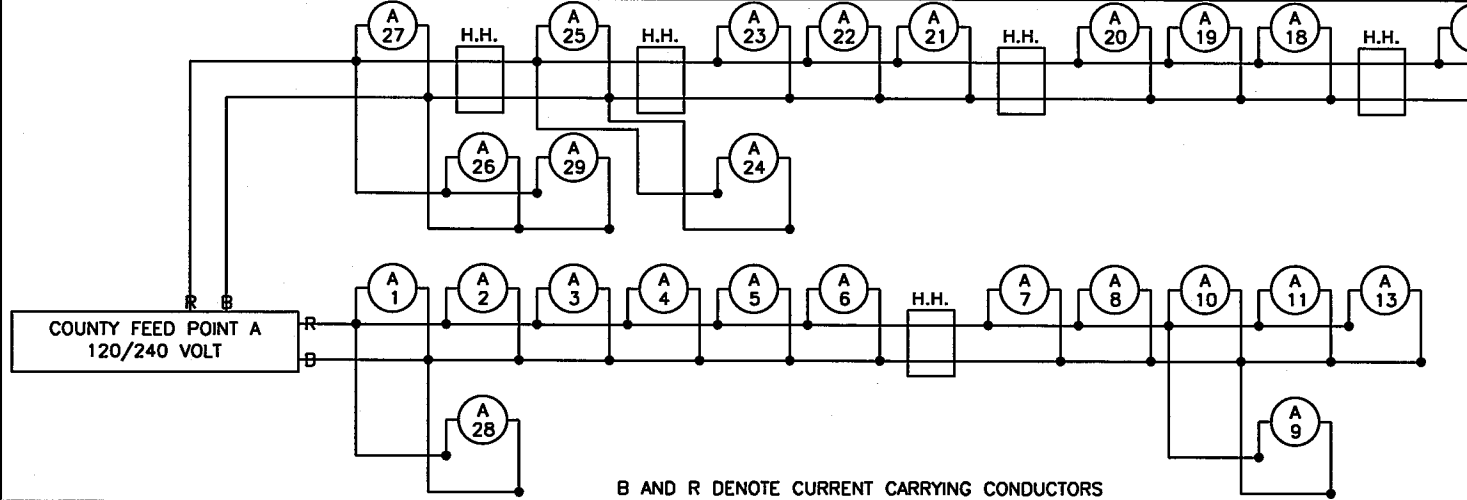 A 27
H.H.
A 25
H.H.
A 23
A 22
A 21
H.H.
A 20
A 19
A 18
H.H.
A 26
A 29
A 24
R B
COUNTY FEED POINT A
120/240 VOLT
R
B
A 1
A 2
A 3
A 4
A 5
A 6
H.H.
A 7
A 8
A 10
A 11
A 13
A 28
A 9
B AND R DENOTE CURRENT CARRYING CONDUCTORS